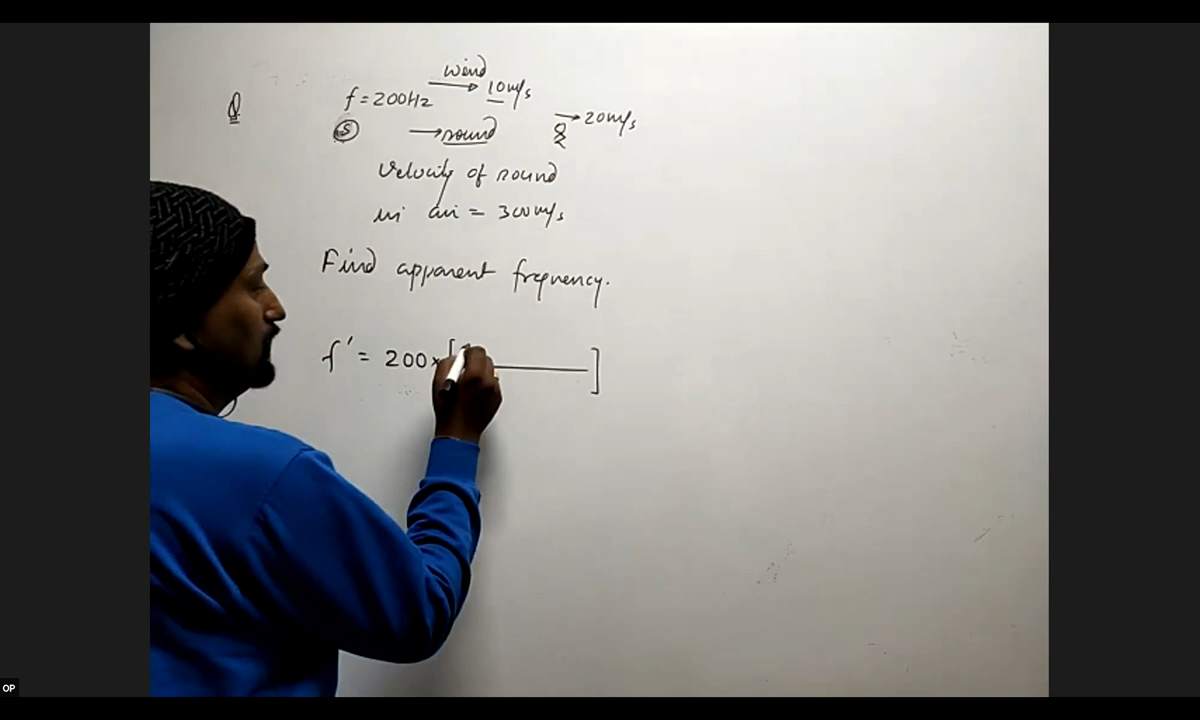 wind
10m/s
Q
f = 200Hz
S
→ sound
→ 20m/s
Velocity of sound
in air = 300m/s
Find apparent frequency.
f' = 200 × [ ]
OP